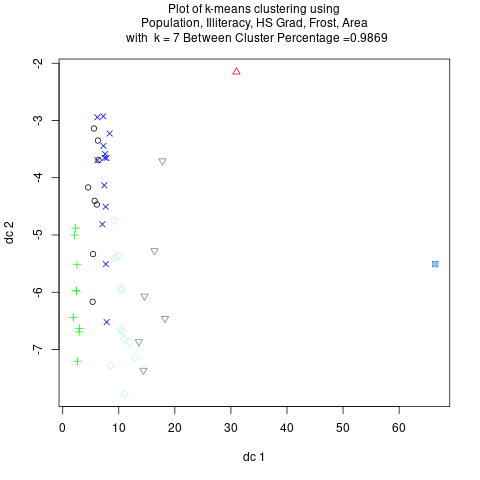 Plot of k-means clustering using
Population, Illiteracy, HS Grad, Frost, Area
with k = 7 Between Cluster Percentage =0.9869
-2
-3
-4
-5
-6
-7
dc 2
0 10 20 30 40 50 60
dc 1